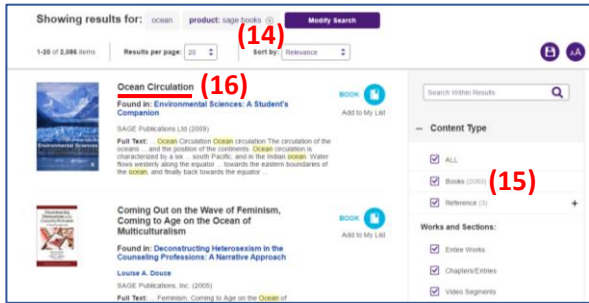 Showing results for: ocean product: sage books Modify Search
(14)
1-20 of 2,086 items Results per page: 20 Sort by: Relevance AA
Ocean Circulation (16)
Found in: Environmental Sciences: A Student's
Companion
SAGE Publications Ltd (2009)
Full Text: ... Ocean Circulation Ocean circulation The circulation of the
oceans ... and the position of the continents. Ocean circulation is
characterized by a six ... south Pacific, and in the Indian ocean. Water
flows westerly along the equator ... towards the eastern boundaries of
the ocean, and finally back towards the equator ...
BOOK
Add to My List
Environmental Sciences
Coming Out on the Wave of Feminism,
Coming to Age on the Ocean of
Multiculturalism
Found in: Deconstructing Heterosexism in the
Counseling Professions: A Narrative Approach
Louise A. Douce
SAGE Publications, Inc. (2005)
Full Text: ... Feminism, Coming to Age on the Ocean of
BOOK
Add to My List
Search Within Results
Content Type
ALL
Books (2083) (15)
Reference (3) +
Works and Sections:
Entire Works
Chapters/Entries
Video Segments